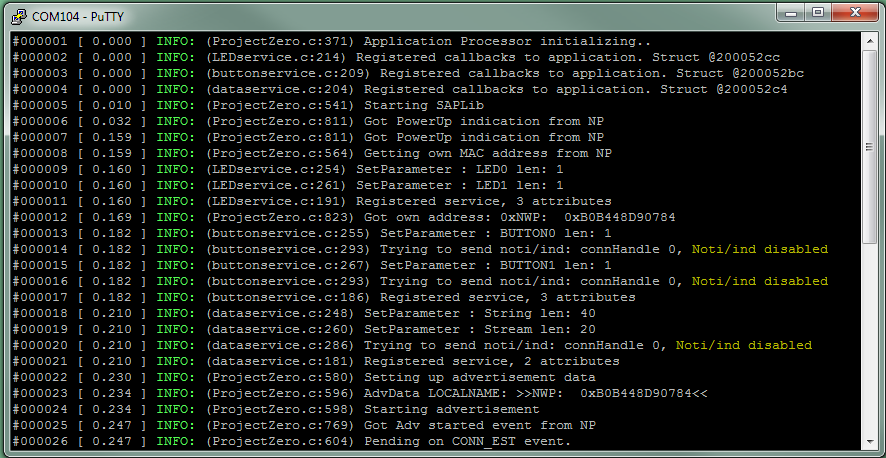 COM104 - PuTTY
#000001 [ 0.000 ] INFO: (ProjectZero.c:371) Application Processor initializing..
#000002 [ 0.000 ] INFO: (LEDservice.c:214) Registered callbacks to application. Struct @200052cc
#000003 [ 0.000 ] INFO: (buttonservice.c:209) Registered callbacks to application. Struct @200052bc
#000004 [ 0.000 ] INFO: (dataservice.c:204) Registered callbacks to application. Struct @200052c4
#000005 [ 0.010 ] INFO: (ProjectZero.c:541) Starting SAPLib
#000006 [ 0.032 ] INFO: (ProjectZero.c:811) Got PowerUp indication from NP
#000007 [ 0.159 ] INFO: (ProjectZero.c:811) Got PowerUp indication from NP
#000008 [ 0.159 ] INFO: (ProjectZero.c:564) Getting own MAC address from NP
#000009 [ 0.160 ] INFO: (LEDservice.c:254) SetParameter : LED0 len: 1
#000010 [ 0.160 ] INFO: (LEDservice.c:261) SetParameter : LED1 len: 1
#000011 [ 0.160 ] INFO: (LEDservice.c:191) Registered service, 3 attributes
#000012 [ 0.169 ] INFO: (ProjectZero.c:823) Got own address: 0xNWP:  0xB0B448D90784
#000013 [ 0.182 ] INFO: (buttonservice.c:255) SetParameter : BUTTON0 len: 1
#000014 [ 0.182 ] INFO: (buttonservice.c:293) Trying to send noti/ind: connHandle 0, Noti/ind disabled
#000015 [ 0.182 ] INFO: (buttonservice.c:267) SetParameter : BUTTON1 len: 1
#000016 [ 0.182 ] INFO: (buttonservice.c:293) Trying to send noti/ind: connHandle 0, Noti/ind disabled
#000017 [ 0.182 ] INFO: (buttonservice.c:186) Registered service, 3 attributes
#000018 [ 0.210 ] INFO: (dataservice.c:248) SetParameter : String len: 40
#000019 [ 0.210 ] INFO: (dataservice.c:260) SetParameter : Stream len: 20
#000020 [ 0.210 ] INFO: (dataservice.c:286) Trying to send noti/ind: connHandle 0, Noti/ind disabled
#000021 [ 0.210 ] INFO: (dataservice.c:181) Registered service, 2 attributes
#000022 [ 0.230 ] INFO: (ProjectZero.c:580) Setting up advertisement data
#000023 [ 0.234 ] INFO: (ProjectZero.c:596) AdvData LOCALNAME: >>NWP:  0xB0B448D90784<<
#000024 [ 0.234 ] INFO: (ProjectZero.c:598) Starting advertisement
#000025 [ 0.247 ] INFO: (ProjectZero.c:769) Got Adv started event from NP
#000026 [ 0.247 ] INFO: (ProjectZero.c:604) Pending on CONN_EST event.